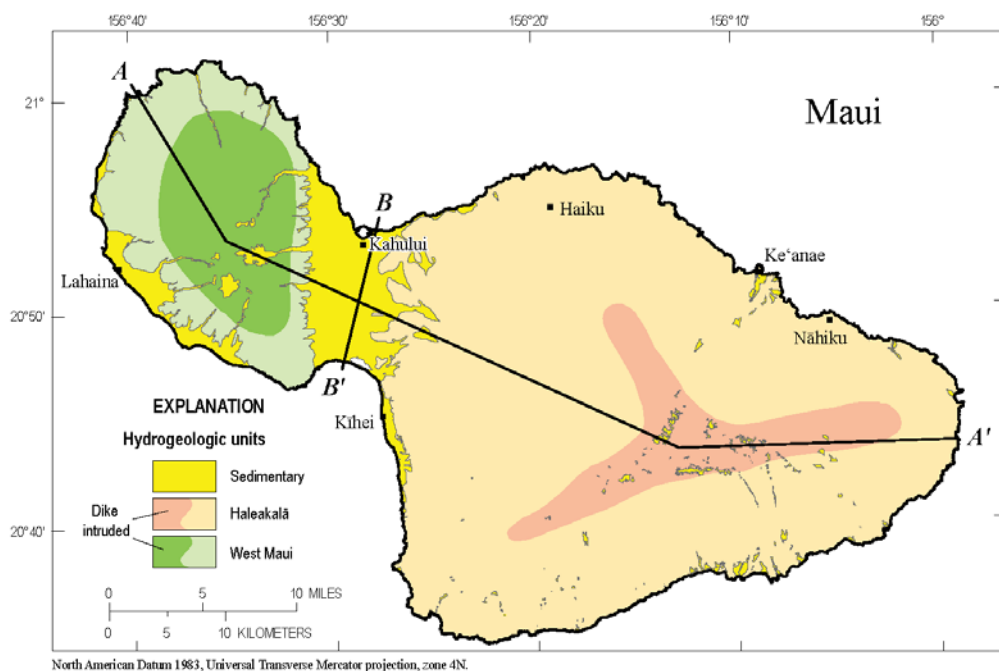 156°40' 156°30' 156°20' 156°10' 156°
A
21°
Maui
B
Haiku
Kahului
Keʻanae
Lahaina
20°50'
Nāhiku
B'
EXPLANATION
Kīhei
A'
Hydrogeologic units
Sedimentary
Dike
intruded
Haleakalā
20°40'
West Maui
0 5 10 MILES
0 5 10 KILOMETERS
North American Datum 1983, Universal Transverse Mercator projection, zone 4N.